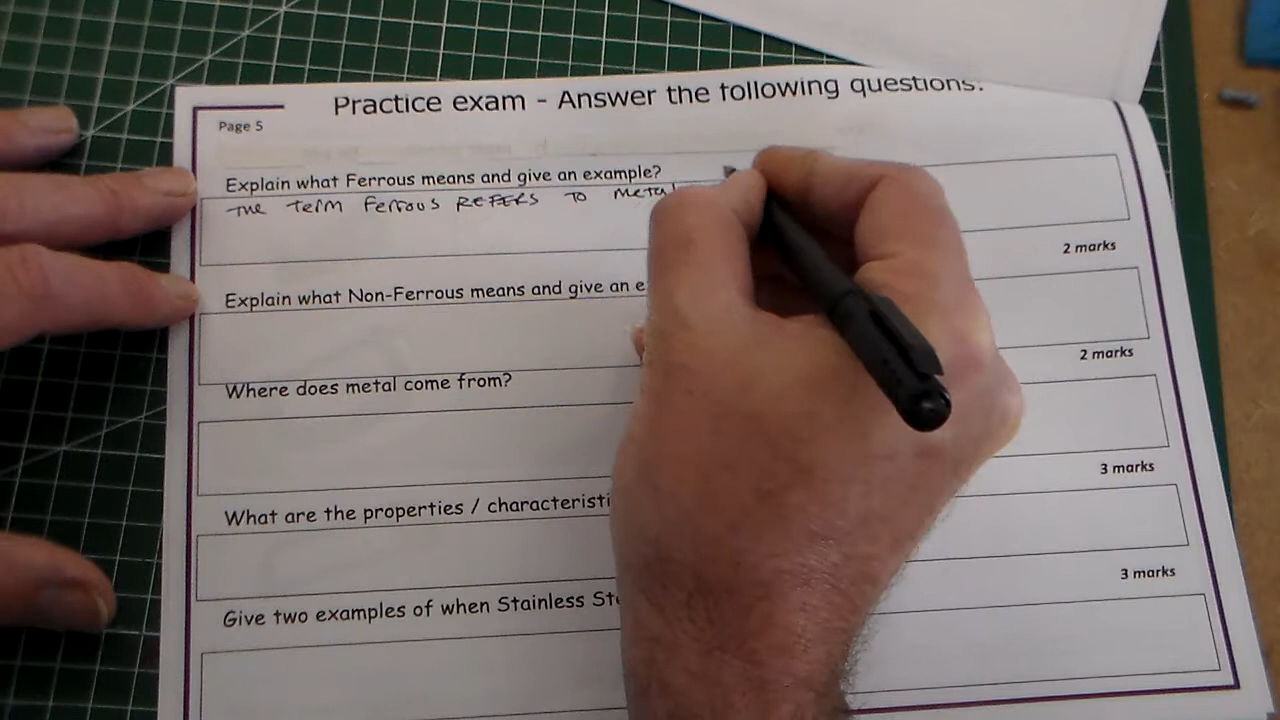 Practice exam - Answer the following questions.
Page 5
Explain what Ferrous means and give an example?
The Term Ferrous REFERS TO Metal
2 marks
Explain what Non-Ferrous means and give an e
2 marks
Where does metal come from?
3 marks
What are the properties / characteristi
3 marks
Give two examples of when Stainless Ste